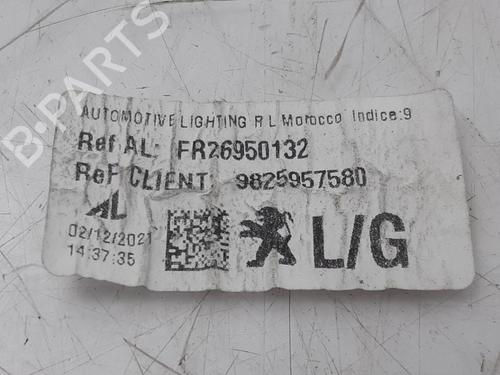 B-PARTS
AUTOMOTIVE LIGHTING R L Morocco Indice:9
Ref AL: FR26950132
Ref CLIENT 9825957580
AL
02/12/2021
14:37:35
L/G